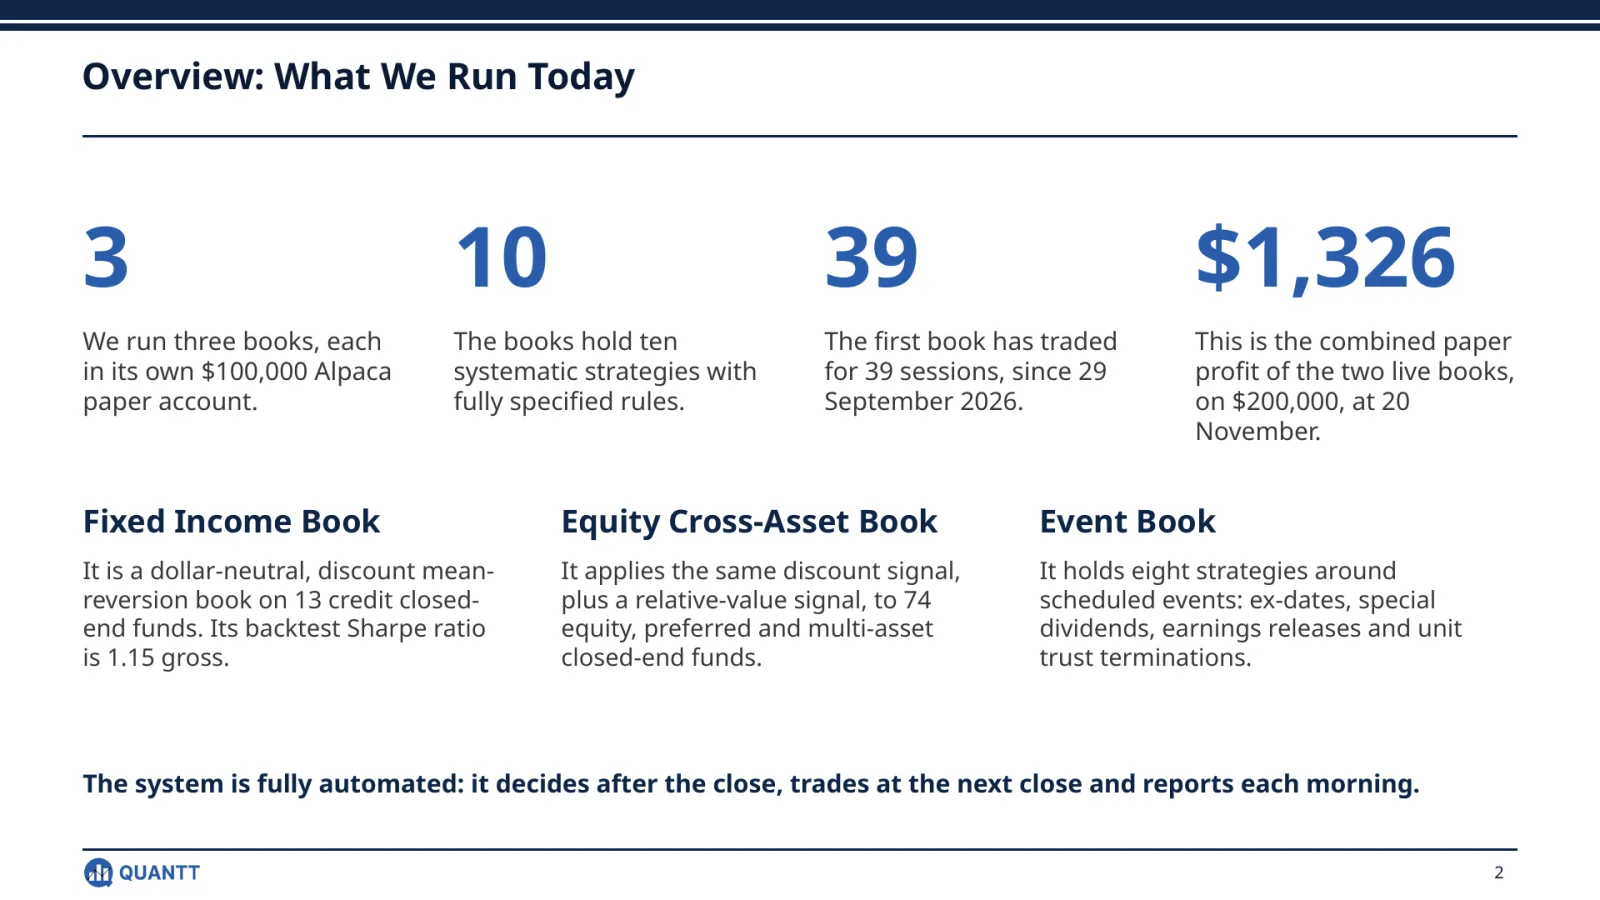 Overview: What We Run Today
3
We run three books, each
in its own $100,000 Alpaca
paper account.
10
The books hold ten
systematic strategies with
fully specified rules.
39
The first book has traded
for 39 sessions, since 29
September 2026.
$1,326
This is the combined paper
profit of the two live books,
on $200,000, at 20
November.
Fixed Income Book
It is a dollar-neutral, discount mean-
reversion book on 13 credit closed-
end funds. Its backtest Sharpe ratio
is 1.15 gross.
Equity Cross-Asset Book
It applies the same discount signal,
plus a relative-value signal, to 74
equity, preferred and multi-asset
closed-end funds.
Event Book
It holds eight strategies around
scheduled events: ex-dates, special
dividends, earnings releases and unit
trust terminations.
The system is fully automated: it decides after the close, trades at the next close and reports each morning.
QUANTT
2